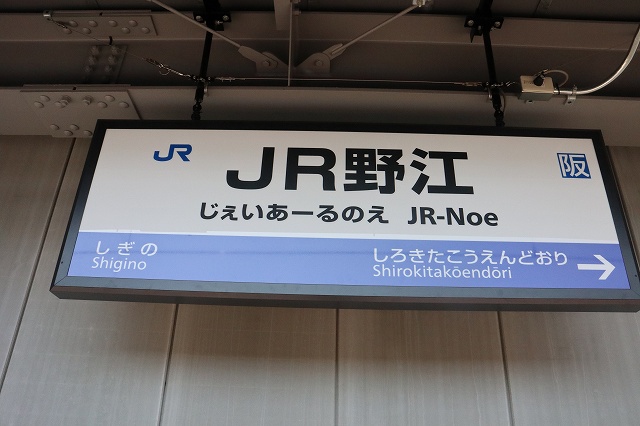 JR JR野江 阪
じぇいあーるのえ JR-Noe
しぎの しろきたこうえんどおり →
Shigino Shirokitakōendōri